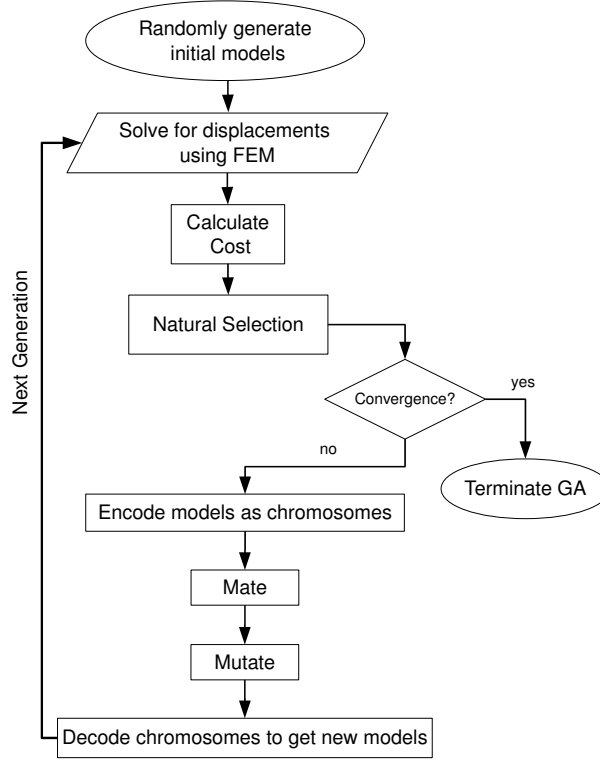 Randomly generate
initial models
Solve for displacements
using FEM
Calculate
Cost
Natural Selection
Convergence?
yes
no
Terminate GA
Encode models as chromosomes
Mate
Mutate
Decode chromosomes to get new models
Next Generation